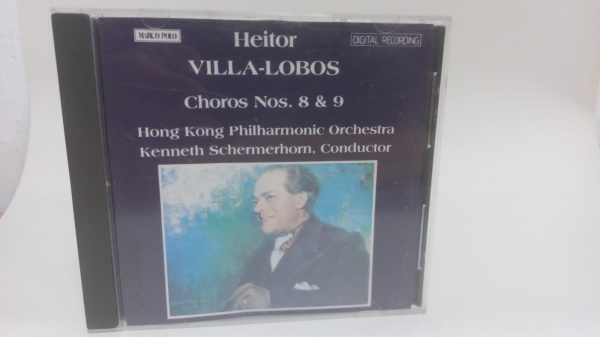 MARCO POLO
DIGITAL RECORDING
Heitor
VILLA-LOBOS
Choros Nos. 8 & 9
Hong Kong Philharmonic Orchestra
Kenneth Schermerhorn, Conductor